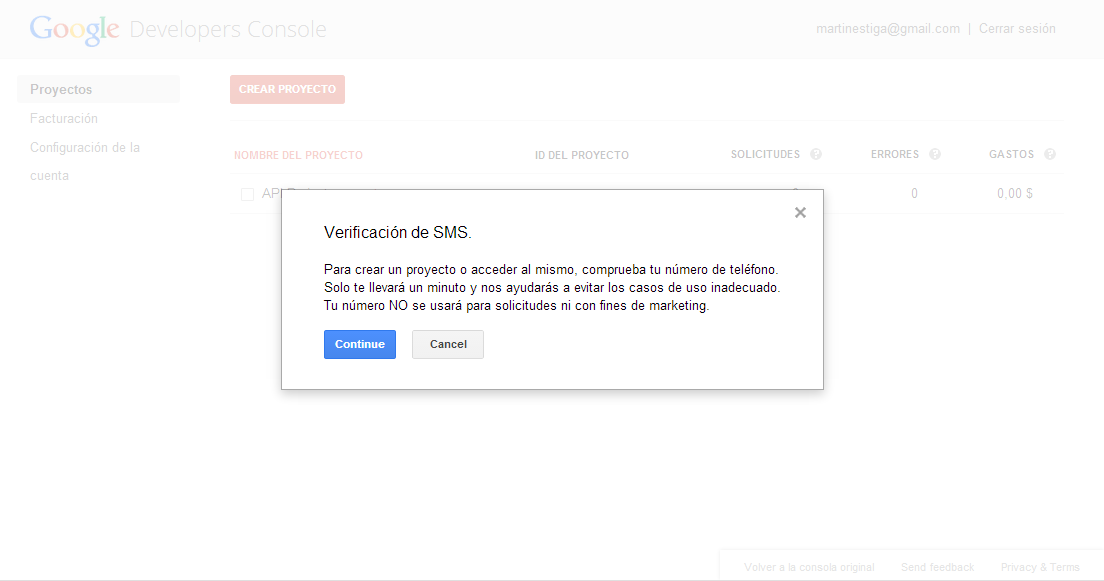 Google Developers Console
martinestiga@gmail.com | Cerrar sesión
Proyectos
Facturación
Configuración de la
cuenta
CREAR PROYECTO
NOMBRE DEL PROYECTO ID DEL PROYECTO SOLICITUDES ? ERRORES ? GASTOS ?
API 0 0,00 $
Verificación de SMS.
Para crear un proyecto o acceder al mismo, comprueba tu número de teléfono.
Solo te llevará un minuto y nos ayudarás a evitar los casos de uso inadecuado.
Tu número NO se usará para solicitudes ni con fines de marketing.
Continue Cancel
Volver a la consola original Send feedback Privacy & Terms